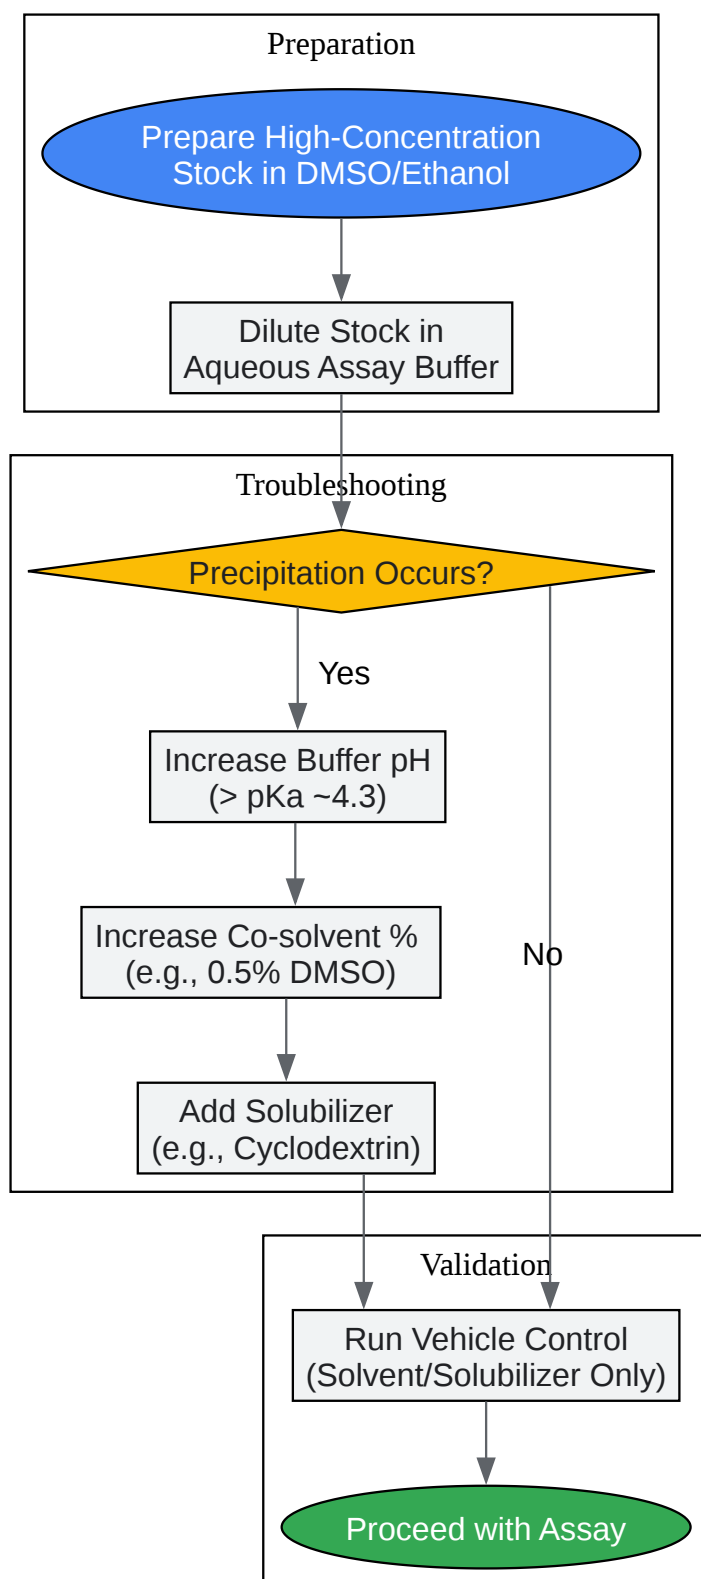 Preparation
Prepare High-Concentration
Stock in DMSO/Ethanol
Dilute Stock in
Aqueous Assay Buffer
Troubleshooting
Precipitation Occurs?
Yes
Increase Buffer pH
(> pKa ~4.3)
Increase Co-solvent %
(e.g., 0.5% DMSO)
No
Add Solubilizer
(e.g., Cyclodextrin)
Validation
Run Vehicle Control
(Solvent/Solubilizer Only)
Proceed with Assay